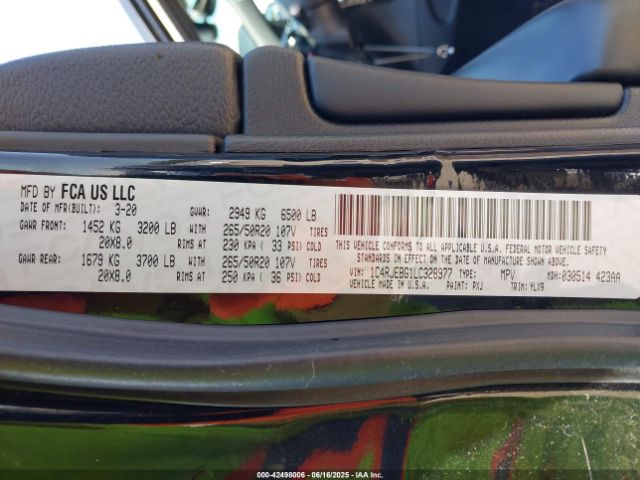 MFD BY FCA US LLC
DATE OF MFR(BUILT): 3-20 GVWR: 2949 KG 6500 LB
GAWR FRONT: 1452 KG 3200 LB WITH 265/50R20 107V TIRES
20X8.0 RIMS AT 230 KPA ( 33 PSI) COLD
GAWR REAR: 1679 KG 3700 LB WITH 265/50R20 107V TIRES
20X8.0 RIMS AT 250 KPA ( 36 PSI) COLD
THIS VEHICLE CONFORMS TO ALL APPLICABLE U.S.A. FEDERAL MOTOR VEHICLE SAFETY
STANDARDS IN EFFECT ON THE DATE OF MANUFACTURE SHOWN ABOVE.
VIN: 1C4RJEBG1LC328977 TYPE: MPV MDH: 030514 423AA
VEHICLE MADE IN U.S.A. PAINT: PXJ TRIM: YLX9
000-42498006 - 06/16/2025 - IAAI.com